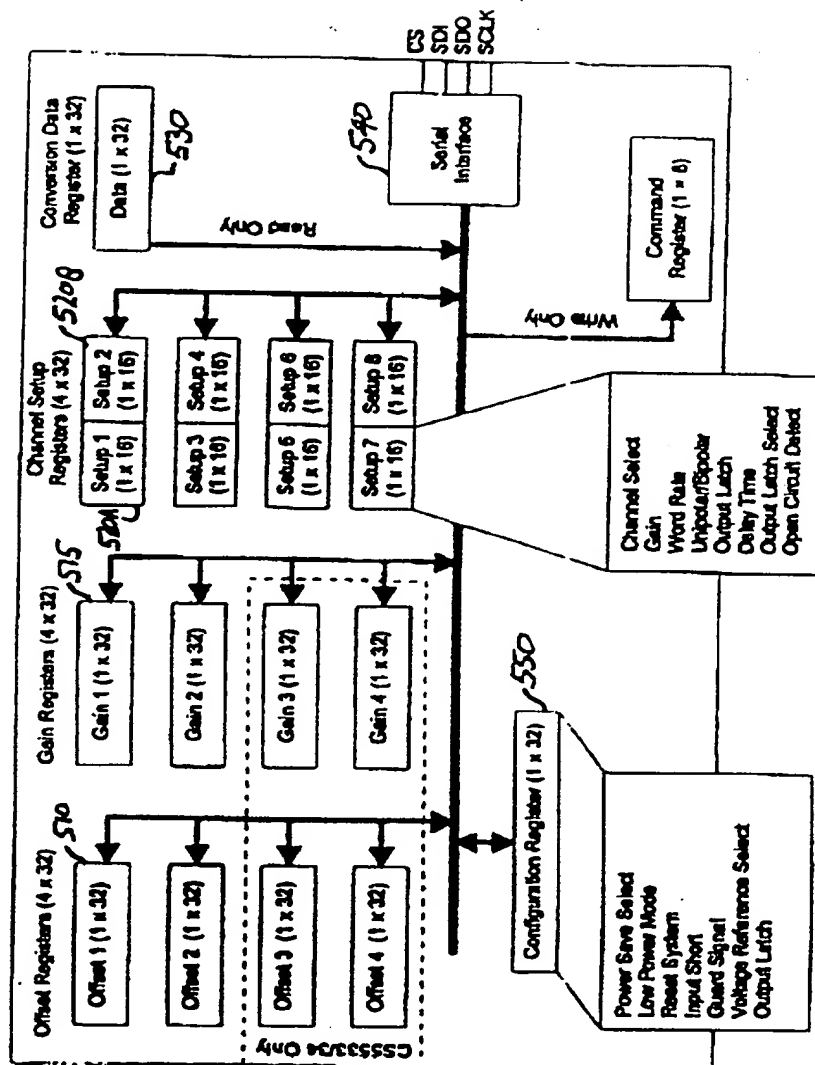 Offset Registers (4 x 32)
510
Offset 1 (1 x 32)
Offset 2 (1 x 32)
Offset 3 (1 x 32)
Offset 4 (1 x 32)
CS5533/34 Only
Gain Registers (4 x 32)
515
Gain 1 (1 x 32)
Gain 2 (1 x 32)
Gain 3 (1 x 32)
Gain 4 (1 x 32)
Channel Setup
Registers (4 x 32)
520A
520B
Setup 1
(1 x 16)
Setup 2
(1 x 16)
Setup 3
(1 x 16)
Setup 4
(1 x 16)
Setup 5
(1 x 16)
Setup 6
(1 x 16)
Setup 7
(1 x 16)
Setup 8
(1 x 16)
Conversion Data
Register (1 x 32)
Data (1 x 32)
530
Read Only
540
Serial
Interface
CS
SDI
SDO
SCLK
Write Only
Command
Register (1 x 8)
Configuration Register (1 x 32)
550
Power Save Select
Low Power Mode
Reset System
Input Short
Guard Signal
Voltage Reference Select
Output Latch
Channel Select
Gain
Word Rate
Unipolar/Bipolar
Output Latch
Delay Time
Output Latch Select
Open Circuit Detect